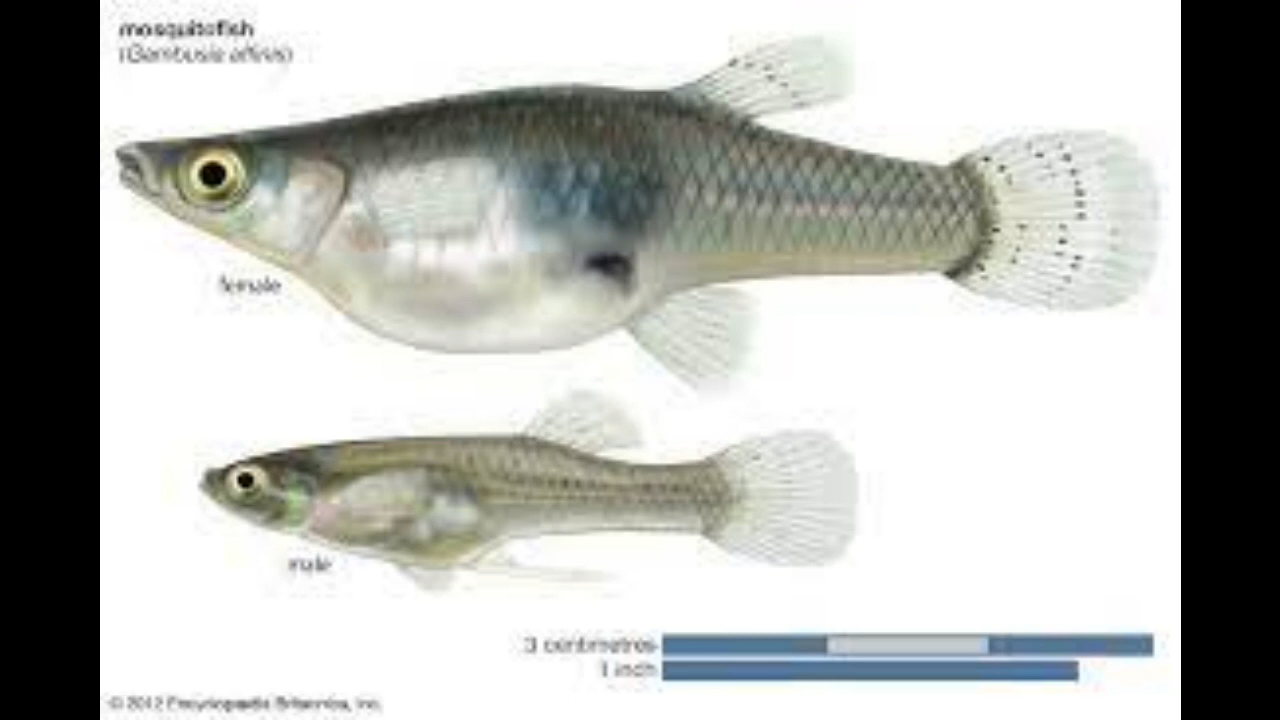 mosquitofish
(Gambusia affinis)
female
male
3 centimetres
1 inch
© 2012 Encyclopædia Britannica, Inc.